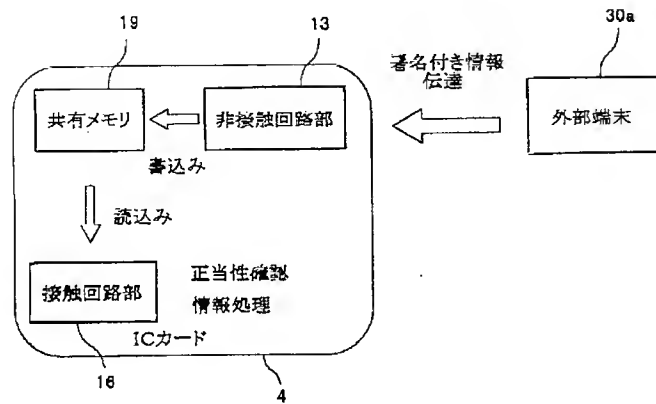 19
13
30a
共有メモリ
非接触回路部
署名付き情報
伝達
外部端末
書込み
読込み
接触回路部
正当性確認
情報処理
ICカード
16
4